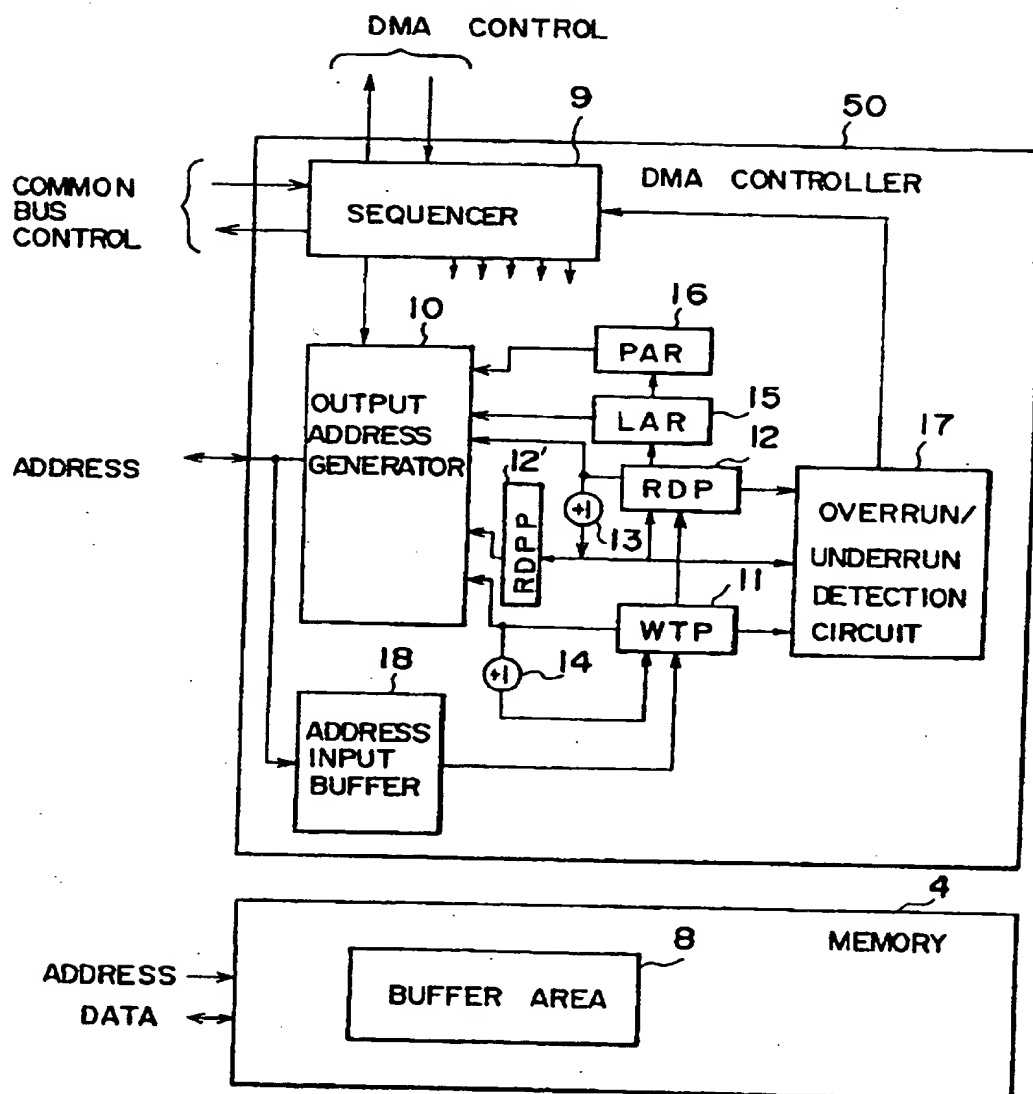 DMA CONTROL
50
9
COMMON
BUS
CONTROL
SEQUENCER
DMA CONTROLLER
16
10
PAR
15
LAR
OUTPUT
ADDRESS
GENERATOR
12
17
ADDRESS
12'
RDP
RDPP
+1
13
OVERRUN/
UNDERRUN
DETECTION
CIRCUIT
11
WTP
18
+1
14
ADDRESS
INPUT
BUFFER
4
MEMORY
8
ADDRESS
DATA
BUFFER AREA